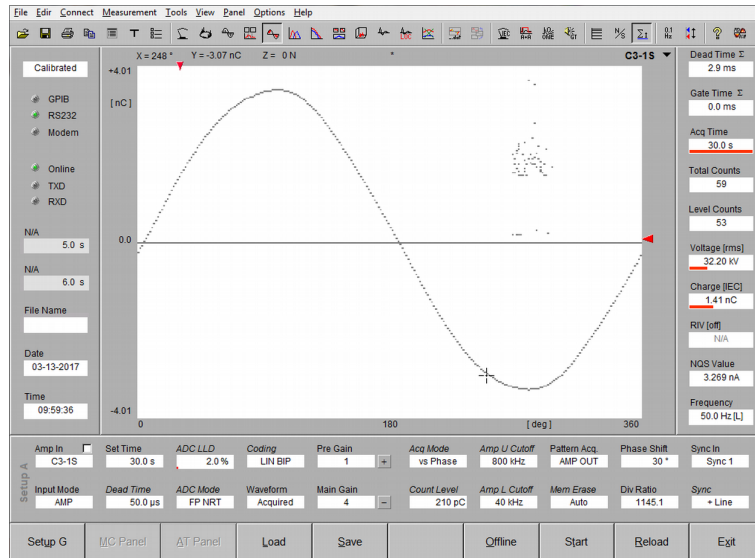 File Edit Connect Measurement Tools View Panel Options Help
X = 248 ° Y = -3.07 nC Z = 0 N ° C3-1S
Calibrated
GPIB
RS232
Modem
Online
TXD
RXD
N/A
5.0 s
N/A
6.0 s
File Name
Date
03-13-2017
Time
09:59:36
+4.01
[ nC ]
0.0
-4.01
0 180 [ deg ] 360
Dead Time Σ
2.9 ms
Gate Time Σ
0.0 ms
Acq Time
30.0 s
Total Counts
59
Level Counts
53
Voltage [rms]
32.20 kV
Charge [IEC]
1.41 nC
RIV [off]
N/A
NQS Value
3.269 nA
Frequency
50.0 Hz [L]
Setup A
Amp In Set Time ADC LLD Coding Pre Gain Acq Mode Amp U Cutoff Pattern Acq. Phase Shift Sync In
C3-1S 30.0 s 2.0 % LIN BIP 1 + vs Phase 800 kHz AMP OUT 30 ° Sync 1
Input Mode Dead Time ADC Mode Waveform Main Gain Count Level Amp L Cutoff Mem Erase Div Ratio Sync
AMP 50.0 µs FP NRT Acquired 4 − 210 pC 40 kHz Auto 1145.1 + Line
Setup G MC Panel AT Panel Load Save Offline Start Reload Exit